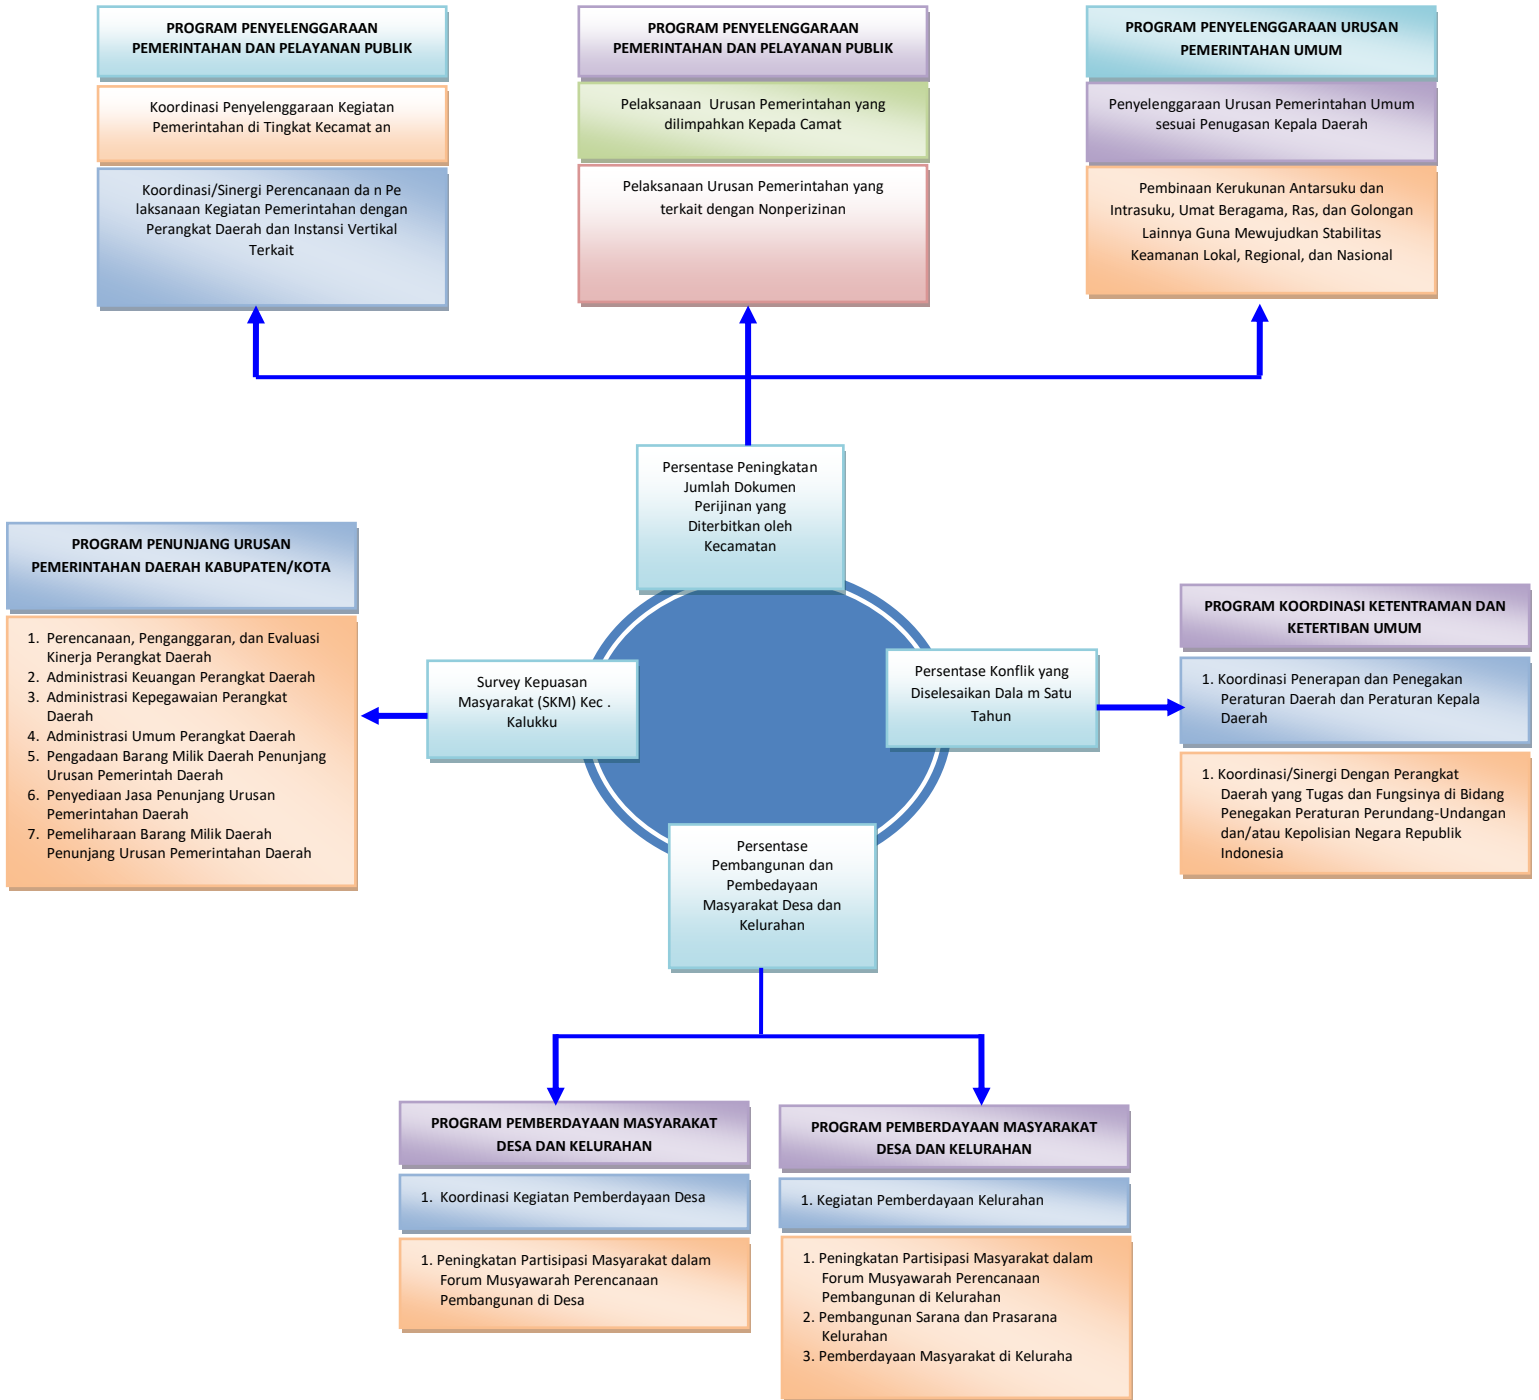 PROGRAM PENYELENGGARAAN
PEMERINTAHAN DAN PELAYANAN PUBLIK
Koordinasi Penyelenggaraan Kegiatan
Pemerintahan di Tingkat Kecamat an
Koordinasi/Sinergi Perencanaan da n Pe
laksanaan Kegiatan Pemerintahan dengan
Perangkat Daerah dan Instansi Vertikal
Terkait
PROGRAM PENYELENGGARAAN
PEMERINTAHAN DAN PELAYANAN PUBLIK
Pelaksanaan Urusan Pemerintahan yang
dilimpahkan Kepada Camat
Pelaksanaan Urusan Pemerintahan yang
terkait dengan Nonperizinan
PROGRAM PENYELENGGARAAN URUSAN
PEMERINTAHAN UMUM
Penyelenggaraan Urusan Pemerintahan Umum
sesuai Penugasan Kepala Daerah
Pembinaan Kerukunan Antarsuku dan
Intrasuku, Umat Beragama, Ras, dan Golongan
Lainnya Guna Mewujudkan Stabilitas
Keamanan Lokal, Regional, dan Nasional
Persentase Peningkatan
Jumlah Dokumen
Perijinan yang
Diterbitkan oleh
Kecamatan
PROGRAM PENUNJANG URUSAN
PEMERINTAHAN DAERAH KABUPATEN/KOTA
1. Perencanaan, Penganggaran, dan Evaluasi
Kinerja Perangkat Daerah
2. Administrasi Keuangan Perangkat Daerah
3. Administrasi Kepegawaian Perangkat
Daerah
4. Administrasi Umum Perangkat Daerah
5. Pengadaan Barang Milik Daerah Penunjang
Urusan Pemerintah Daerah
6. Penyediaan Jasa Penunjang Urusan
Pemerintahan Daerah
7. Pemeliharaan Barang Milik Daerah
Penunjang Urusan Pemerintahan Daerah
Survey Kepuasan
Masyarakat (SKM) Kec .
Kalukku
Persentase Konflik yang
Diselesaikan Dala m Satu
Tahun
PROGRAM KOORDINASI KETENTRAMAN DAN
KETERTIBAN UMUM
1. Koordinasi Penerapan dan Penegakan
Peraturan Daerah dan Peraturan Kepala
Daerah
1. Koordinasi/Sinergi Dengan Perangkat
Daerah yang Tugas dan Fungsinya di Bidang
Penegakan Peraturan Perundang-Undangan
dan/atau Kepolisian Negara Republik
Indonesia
Persentase
Pembangunan dan
Pembedayaan
Masyarakat Desa dan
Kelurahan
PROGRAM PEMBERDAYAAN MASYARAKAT
DESA DAN KELURAHAN
1. Koordinasi Kegiatan Pemberdayaan Desa
1. Peningkatan Partisipasi Masyarakat dalam
Forum Musyawarah Perencanaan
Pembangunan di Desa
PROGRAM PEMBERDAYAAN MASYARAKAT
DESA DAN KELURAHAN
1. Kegiatan Pemberdayaan Kelurahan
1. Peningkatan Partisipasi Masyarakat dalam
Forum Musyawarah Perencanaan
Pembangunan di Kelurahan
2. Pembangunan Sarana dan Prasarana
Kelurahan
3. Pemberdayaan Masyarakat di Keluraha